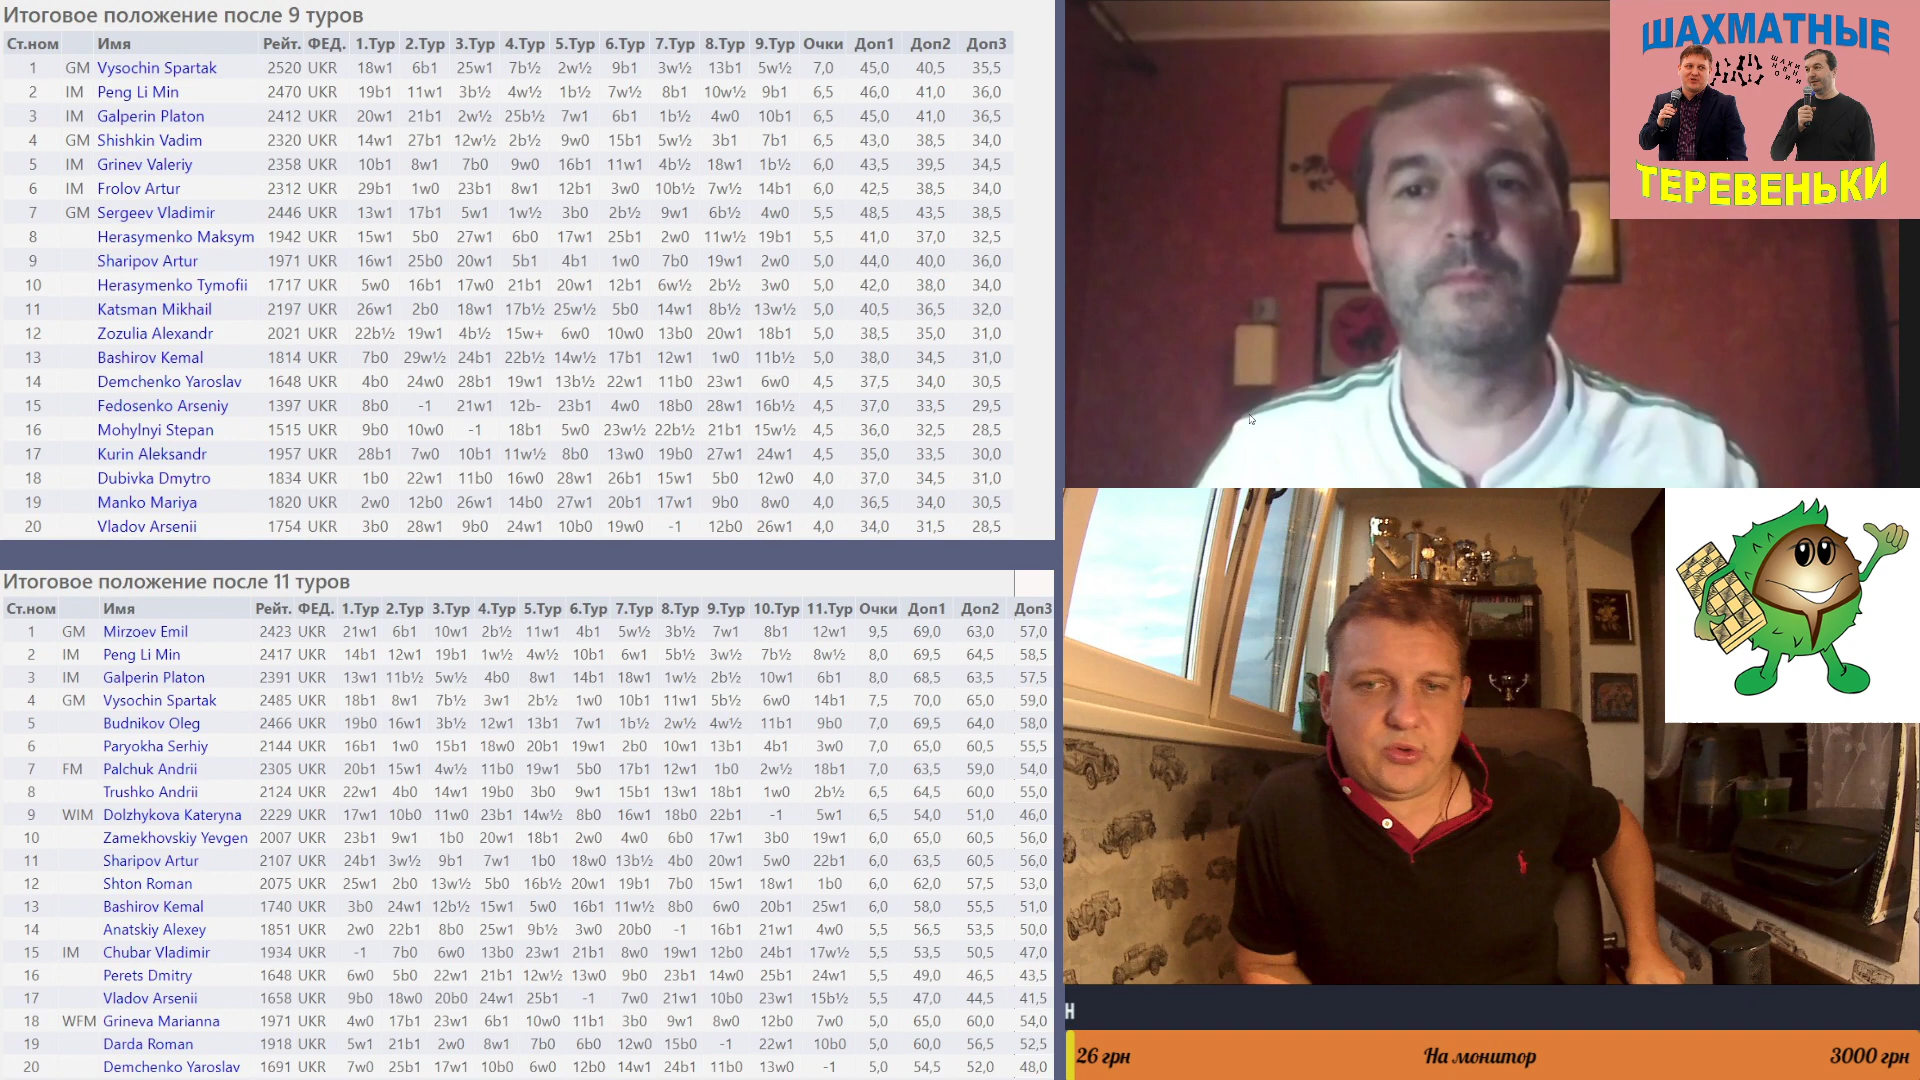 Итоговое положение после 9 туров
Ст.ном Имя Рейт. ФЕД. 1.Тур 2.Тур 3.Тур 4.Тур 5.Тур 6.Тур 7.Тур 8.Тур 9.Тур Очки Доп1 Доп2 Доп3
1 GM Vysochin Spartak 2520 UKR 18w1 6b1 25w1 7b½ 2w½ 9b1 3w½ 13b1 5w½ 7,0 45,0 40,5 35,5
2 IM Peng Li Min 2470 UKR 19b1 11w1 3b½ 4w½ 1b½ 7w½ 8b1 10w½ 9b1 6,5 46,0 41,0 36,0
3 IM Galperin Platon 2412 UKR 20w1 21b1 2w½ 25b½ 7w1 6b1 1b½ 4w0 10b1 6,5 45,0 41,0 36,5
4 GM Shishkin Vadim 2320 UKR 14w1 27b1 12w½ 2b½ 9w0 15b1 5w½ 3b1 7b1 6,5 43,0 38,5 34,0
5 IM Grinev Valeriy 2358 UKR 10b1 8w1 7b0 9w0 16b1 11w1 4b½ 18w1 1b½ 6,0 43,5 39,5 34,5
6 IM Frolov Artur 2312 UKR 29b1 1w0 23b1 8w1 12b1 3w0 10b½ 7w½ 14b1 6,0 42,5 38,5 34,0
7 GM Sergeev Vladimir 2446 UKR 13w1 17b1 5w1 1w½ 3b0 2b½ 9w1 6b½ 4w0 5,5 48,5 43,5 38,5
8 Herasymenko Maksym 1942 UKR 15w1 5b0 27w1 6b0 17w1 25b1 2w0 11w½ 19b1 5,5 41,0 37,0 32,5
9 Sharipov Artur 1971 UKR 16w1 25b0 20w1 5b1 4b1 1w0 7b0 19w1 2w0 5,0 44,0 40,0 36,0
10 Herasymenko Tymofii 1717 UKR 5w0 16b1 17w0 21b1 20w1 12b1 6w½ 2b½ 3w0 5,0 42,0 38,0 34,0
11 Katsman Mikhail 2197 UKR 26w1 2b0 18w1 17b½ 25w½ 5b0 14w1 8b½ 13w½ 5,0 40,5 36,5 32,0
12 Zozulia Alexandr 2021 UKR 22b½ 19w1 4b½ 15w+ 6w0 10w0 13b0 20w1 18b1 5,0 38,5 35,0 31,0
13 Bashirov Kemal 1814 UKR 7b0 29w½ 24b1 22b½ 14w½ 17b1 12w1 1w0 11b½ 5,0 38,0 34,5 31,0
14 Demchenko Yaroslav 1648 UKR 4b0 24w0 28b1 19w1 13b½ 22w1 11b0 23w1 6w0 4,5 37,5 34,0 30,5
15 Fedosenko Arseniy 1397 UKR 8b0 -1 21w1 12b- 23b1 4w0 18b0 28w1 16b½ 4,5 37,0 33,5 29,5
16 Mohylnyi Stepan 1515 UKR 9b0 10w0 -1 18b1 5w0 23w½ 22b½ 21b1 15w½ 4,5 36,0 32,5 28,5
17 Kurin Aleksandr 1957 UKR 28b1 7w0 10b1 11w½ 8b0 13w0 19b0 27w1 24w1 4,5 35,0 33,5 30,0
18 Dubivka Dmytro 1834 UKR 1b0 22w1 11b0 16w0 28w1 26b1 15w1 5b0 12w0 4,0 37,0 34,5 31,0
19 Manko Mariya 1820 UKR 2w0 12b0 26w1 14b0 27w1 20b1 17w1 9b0 8w0 4,0 36,5 34,0 30,5
20 Vladov Arsenii 1754 UKR 3b0 28w1 9b0 24w1 10b0 19w0 -1 12b0 26w1 4,0 34,0 31,5 28,5
Итоговое положение после 11 туров
Ст.ном Имя Рейт. ФЕД. 1.Тур 2.Тур 3.Тур 4.Тур 5.Тур 6.Тур 7.Тур 8.Тур 9.Тур 10.Тур 11.Тур Очки Доп1 Доп2 Доп3
1 GM Mirzoev Emil 2423 UKR 21w1 6b1 10w1 2b½ 11w1 4b1 5w½ 3b½ 7w1 8b1 12w1 9,5 69,0 63,0 57,0
2 IM Peng Li Min 2417 UKR 14b1 12w1 19b1 1w½ 4w½ 10b1 6w1 5b½ 3w½ 7b½ 8w½ 8,0 69,5 64,5 58,5
3 IM Galperin Platon 2391 UKR 13w1 11b½ 5w½ 4b0 8w1 14b1 18w1 1w½ 2b½ 10w1 6b1 8,0 68,5 63,5 57,5
4 GM Vysochin Spartak 2485 UKR 18b1 8w1 7b½ 3w1 2b½ 1w0 10b1 11w1 5b½ 6w0 14b1 7,5 70,0 65,0 59,0
5 Budnikov Oleg 2466 UKR 19b0 16w1 3b½ 12w1 13b1 7w1 1b½ 2w½ 4w½ 11b1 9b0 7,0 69,5 64,0 58,0
6 Paryokha Serhiy 2144 UKR 16b1 1w0 15b1 18w0 20b1 19w1 2b0 10w1 13b1 4b1 3w0 7,0 65,0 60,5 55,5
7 FM Palchuk Andrii 2305 UKR 20b1 15w1 4w½ 11b0 19w1 5b0 17b1 12w1 1b0 2w½ 18b1 7,0 63,5 59,0 54,0
8 Trushko Andrii 2124 UKR 22w1 4b0 14w1 19b0 3b0 9w1 15b1 13w1 18b1 1w0 2b½ 6,5 64,5 60,0 55,0
9 WIM Dolzhykova Kateryna 2229 UKR 17w1 10b0 11w0 23b1 14w½ 8b0 16w1 18b0 22b1 -1 5w1 6,5 54,0 51,0 46,0
10 Zamekhovskiy Yevgen 2007 UKR 23b1 9w1 1b0 20w1 18b1 2w0 4w0 6b0 17w1 3b0 19w1 6,0 65,0 60,5 56,0
11 Sharipov Artur 2107 UKR 24b1 3w½ 9b1 7w1 1b0 18w0 13b½ 4b0 20w1 5w0 22b1 6,0 63,5 60,5 56,0
12 Shton Roman 2075 UKR 25w1 2b0 13w½ 5b0 16b½ 20w1 19b1 7b0 15w1 18w1 1b0 6,0 62,0 57,5 53,0
13 Bashirov Kemal 1740 UKR 3b0 24w1 12b½ 15w1 5w0 16b1 11w½ 8b0 6w0 20b1 25w1 6,0 58,0 55,5 51,0
14 Anatskiy Alexey 1851 UKR 2w0 22b1 8b0 25w1 9b½ 3w0 20b0 -1 16b1 21w1 4w0 5,5 56,5 53,5 50,0
15 IM Chubar Vladimir 1934 UKR -1 7b0 6w0 13b0 23w1 21b1 8w0 19w1 12b0 24b1 17w½ 5,5 53,5 50,5 47,0
16 Perets Dmitry 1648 UKR 6w0 5b0 22w1 21b1 12w½ 13w0 9b0 23b1 14w0 25b1 24w1 5,5 49,0 46,5 43,5
17 Vladov Arsenii 1658 UKR 9b0 18w0 20b0 24w1 25b1 -1 7w0 21w1 10b0 23w1 15b½ 5,5 47,0 44,5 41,5
18 WFM Grineva Marianna 1971 UKR 4w0 17b1 23w1 6b1 10w0 11b1 3b0 9w1 8w0 12b0 7w0 5,0 65,0 60,0 54,0
19 Darda Roman 1918 UKR 5w1 21b1 2w0 8w1 7b0 6b0 12w0 15b0 -1 22w1 10b0 5,0 60,0 56,5 52,5
20 Demchenko Yaroslav 1691 UKR 7w0 25b1 17w1 10b0 6w0 12b0 14w1 24b1 11b0 13w0 -1 5,0 54,5 52,0 48,0
ШАХМАТНЫЕ
ТЕРЕВЕНЬКИ
Н
26 грн На монитор 3000 грн